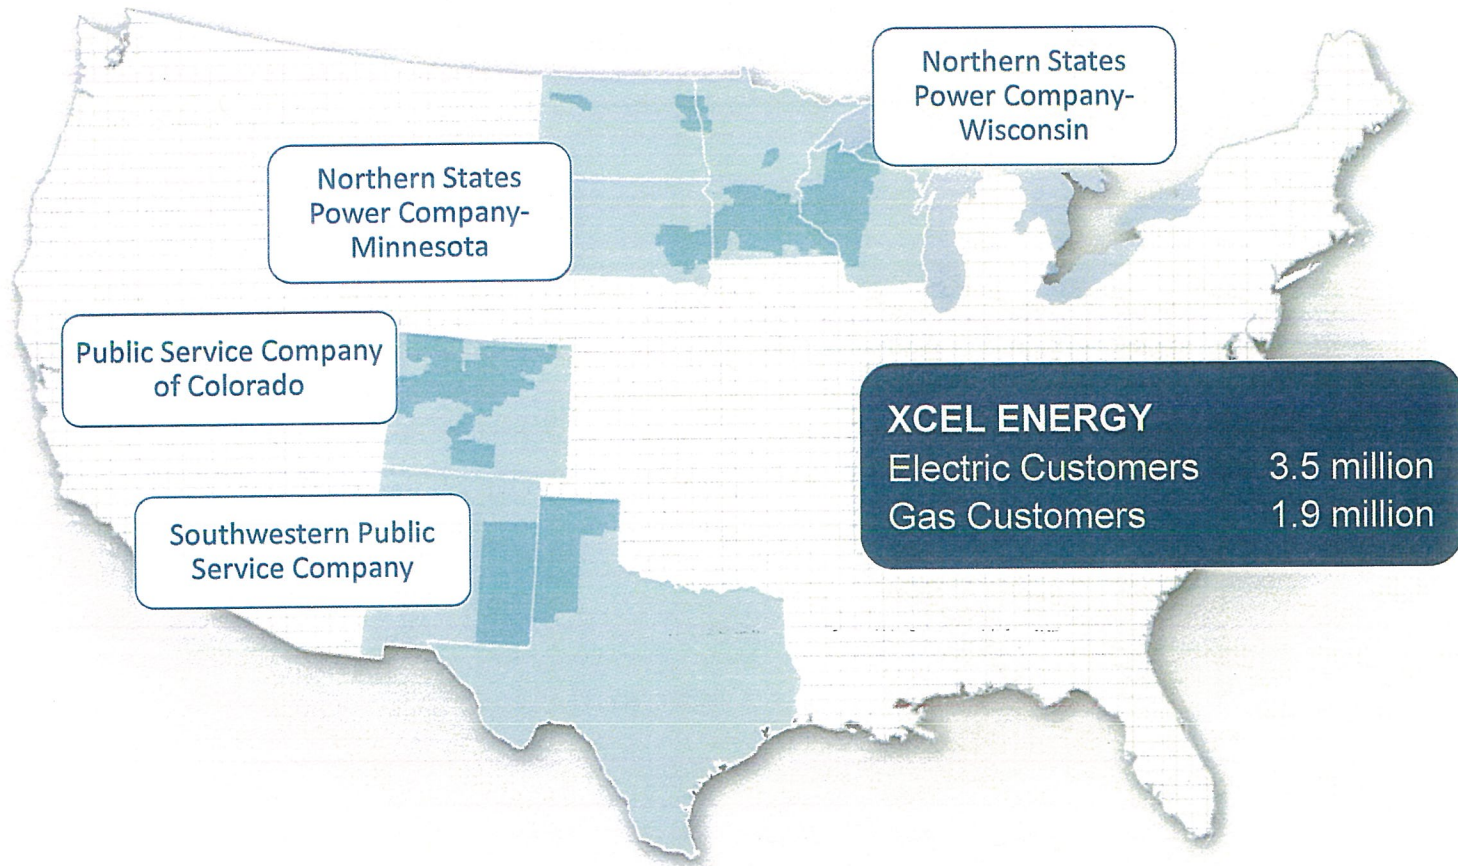 Northern States
Power Company-
Wisconsin
Northern States
Power Company-
Minnesota
Public Service Company
of Colorado
XCEL ENERGY
Electric Customers 3.5 million
Gas Customers 1.9 million
Southwestern Public
Service Company